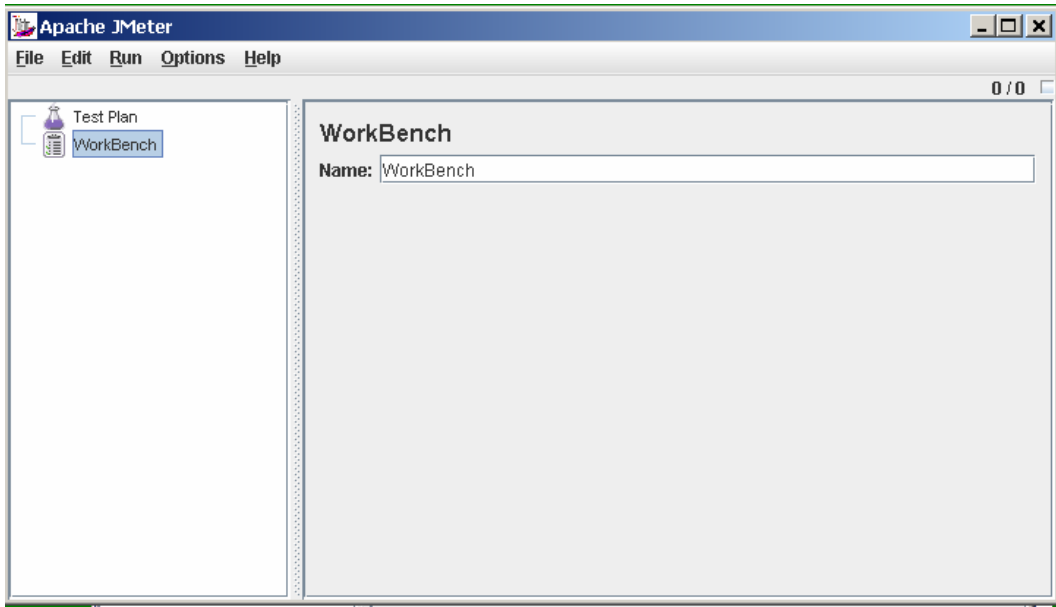 Apache JMeter
File Edit Run Options Help
0 / 0
Test Plan
WorkBench
WorkBench
Name: WorkBench